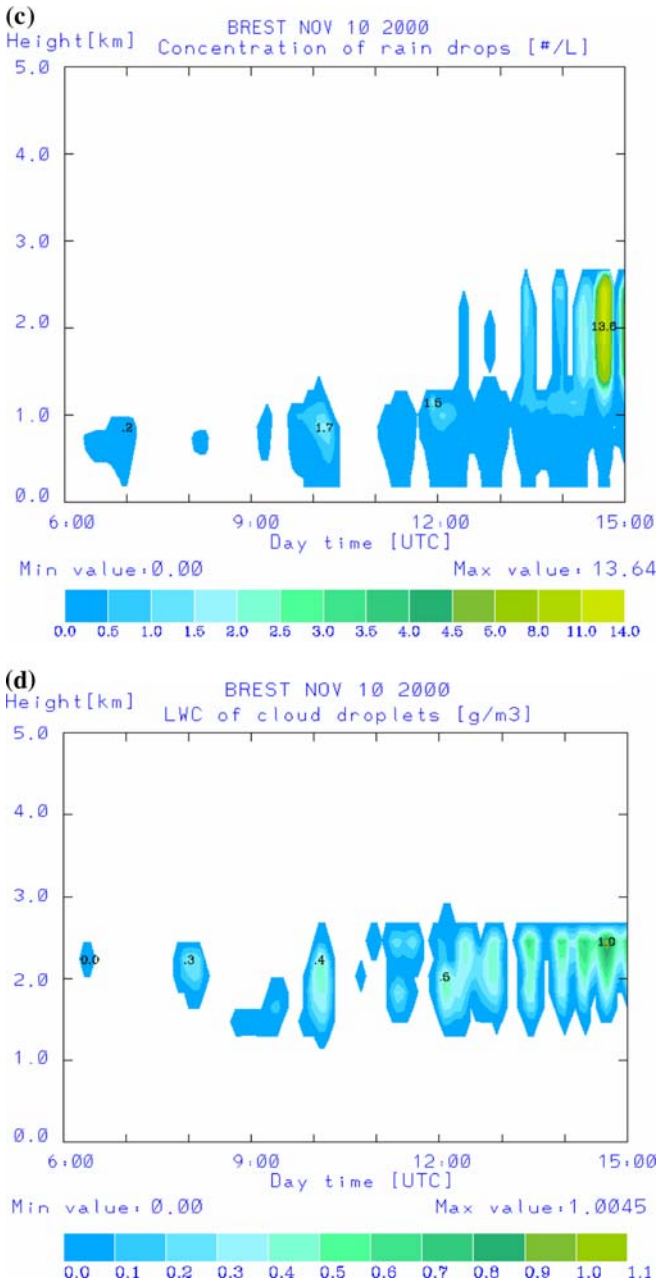 (c)
BREST NOV 10 2000
Height[km]
Concentration of rain drops [#/L]
5.0
4.0
3.0
2.0
1.0
0.0
13.6
1.5
.2
1.7
6:00 9:00 12:00 15:00
Day time [UTC]
Min value:0.00 Max value:13.64
0.0 0.5 1.0 1.5 2.0 2.5 3.0 3.5 4.0 4.5 5.0 8.0 11.0 14.0
(d)
BREST NOV 10 2000
Height[km]
LWC of cloud droplets [g/m3]
5.0
4.0
3.0
2.0
1.0
0.0
1.0
0.0 .3 .4
6:00 9:00 12:00 15:00
Day time [UTC]
Min value:0.00 Max value:1.0045
0.0 0.1 0.2 0.3 0.4 0.5 0.6 0.7 0.8 0.9 1.0 1.1